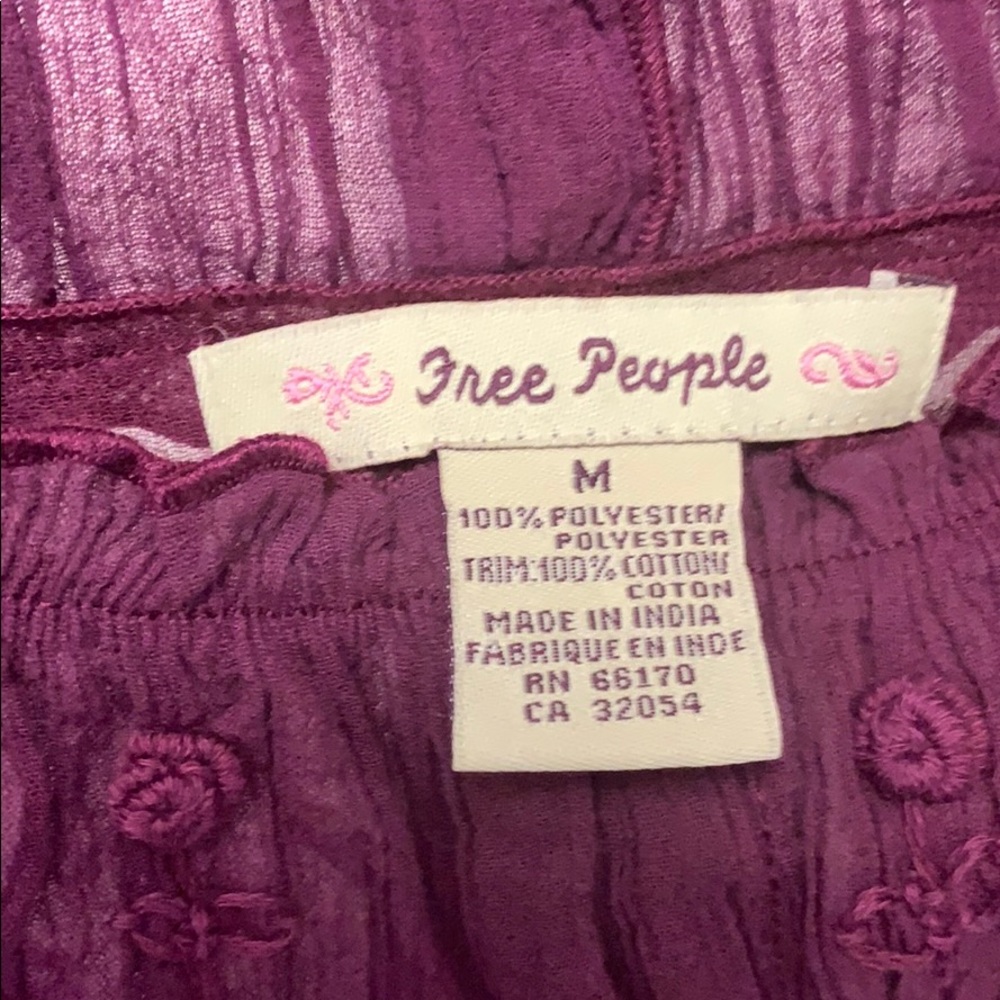 Free People
M
100% POLYESTER/
POLYESTER
TRIM:100% COTTON/
COTON
MADE IN INDIA
FABRIQUE EN INDE
RN 66170
CA 32054